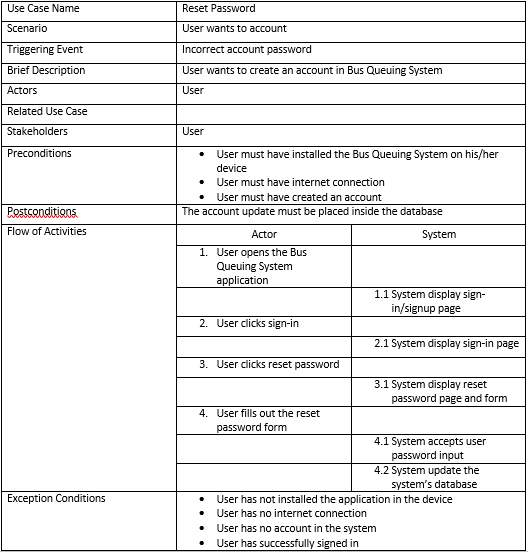 Use Case Name Reset Password
Scenario User wants to account
Triggering Event Incorrect account password
Brief Description User wants to create an account in Bus Queuing System
Actors User
Related Use Case
Stakeholders User
Preconditions • User must have installed the Bus Queuing System on his/her
device
• User must have internet connection
• User must have created an account
Postconditions The account update must be placed inside the database
Flow of Activities Actor System
1. User opens the Bus
Queuing System
application
1.1 System display sign-
in/signup page
2. User clicks sign-in
2.1 System display sign-in page
3. User clicks reset password
3.1 System display reset
password page and form
4. User fills out the reset
password form
4.1 System accepts user
password input
4.2 System update the
system's database
Exception Conditions • User has not installed the application in the device
• User has no internet connection
• User has no account in the system
• User has successfully signed in